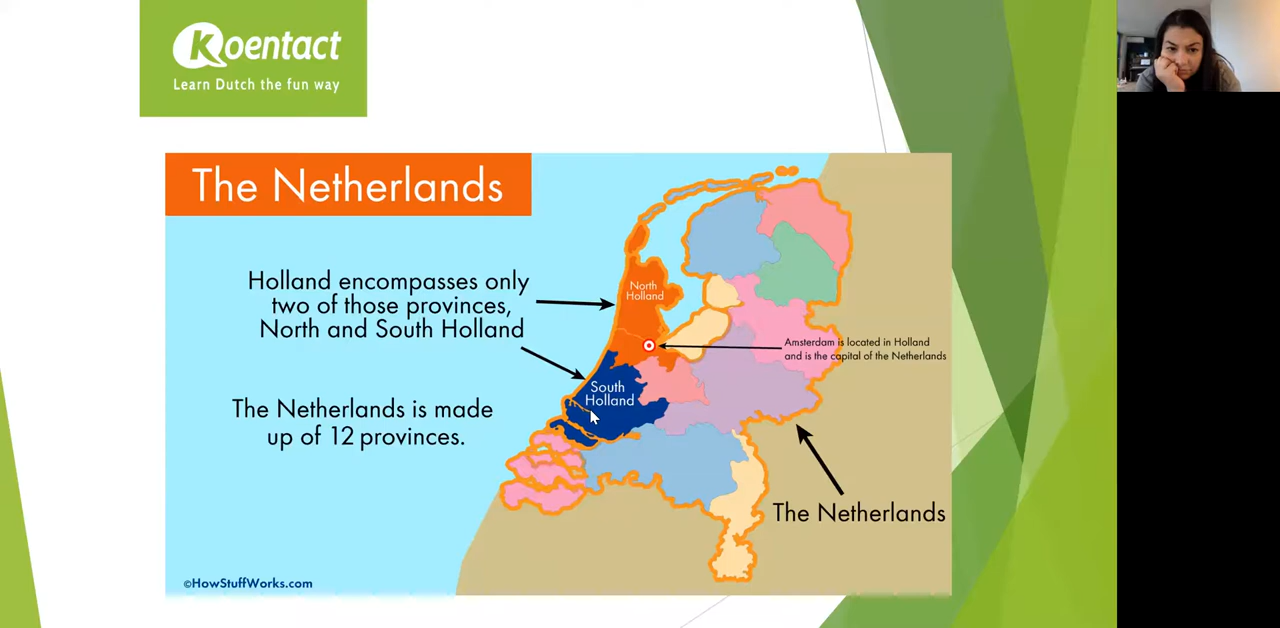 Koentact
Learn Dutch the fun way
The Netherlands
Holland encompasses only
two of those provinces,
North and South Holland
North
Holland
Amsterdam is located in Holland
and is the capital of the Netherlands
South
Holland
The Netherlands is made
up of 12 provinces.
The Netherlands
©HowStuffWorks.com